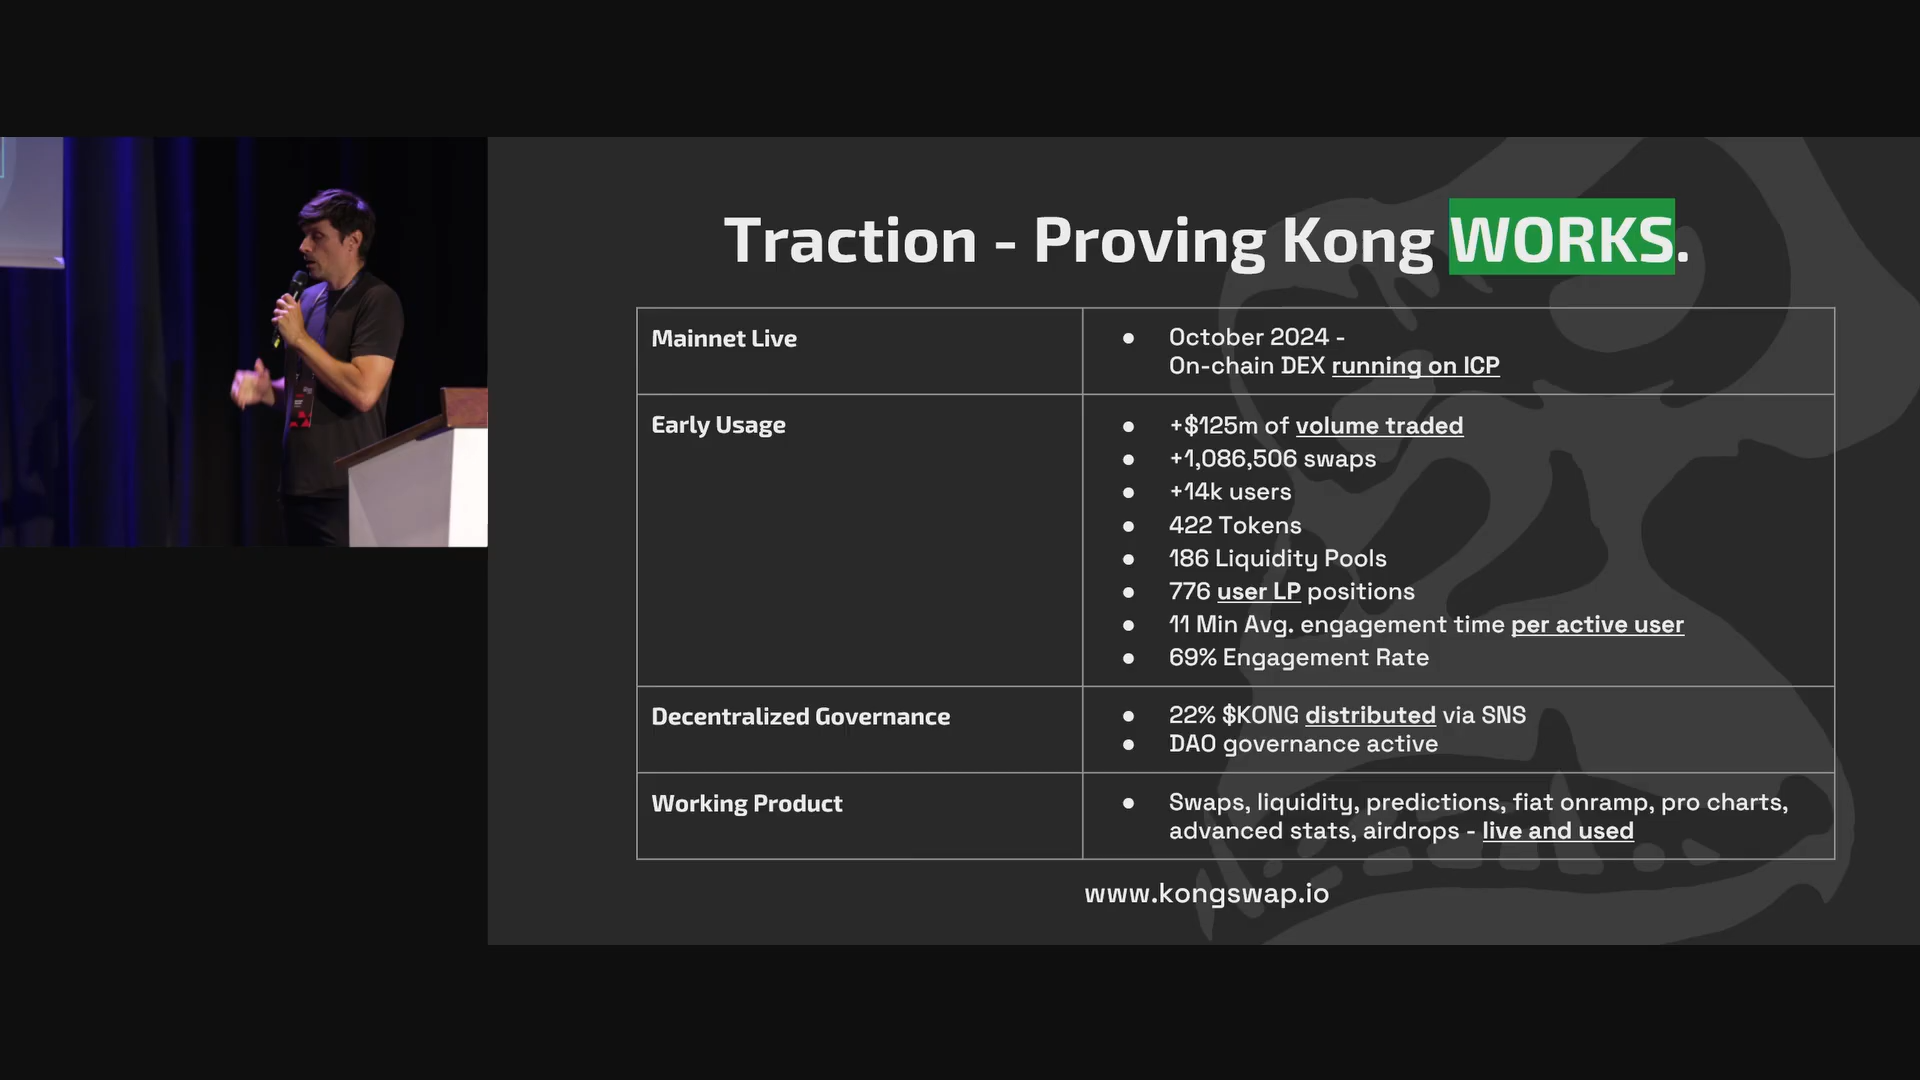 Traction - Proving Kong WORKS.
Mainnet Live
● October 2024 -
On-chain DEX running on ICP
Early Usage
● +$125m of volume traded
● +1,086,506 swaps
● +14k users
● 422 Tokens
● 186 Liquidity Pools
● 776 user LP positions
● 11 Min Avg. engagement time per active user
● 69% Engagement Rate
Decentralized Governance
● 22% $KONG distributed via SNS
● DAO governance active
Working Product
● Swaps, liquidity, predictions, fiat onramp, pro charts,
advanced stats, airdrops - live and used
www.kongswap.io